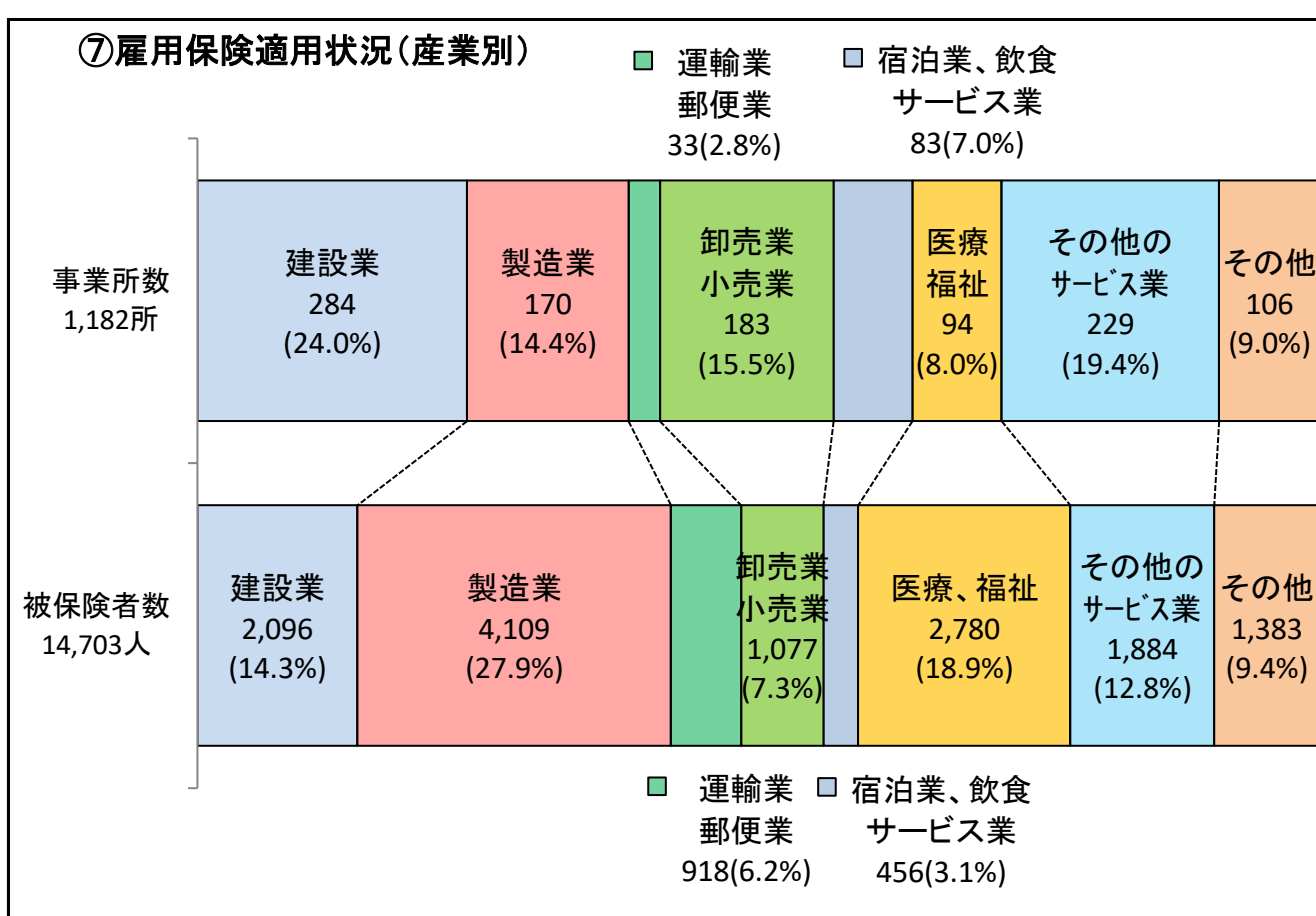 ⑦雇用保険適用状況(産業別)
運輸業
郵便業
33(2.8%)
宿泊業、飲食
サービス業
83(7.0%)
事業所数
1,182所
建設業
284
(24.0%)
製造業
170
(14.4%)
卸売業
小売業
183
(15.5%)
医療
福祉
94
(8.0%)
その他の
サービス業
229
(19.4%)
その他
106
(9.0%)
被保険者数
14,703人
建設業
2,096
(14.3%)
製造業
4,109
(27.9%)
卸売業
小売業
1,077
(7.3%)
医療、福祉
2,780
(18.9%)
その他の
サービス業
1,884
(12.8%)
その他
1,383
(9.4%)
運輸業
郵便業
918(6.2%)
宿泊業、飲食
サービス業
456(3.1%)